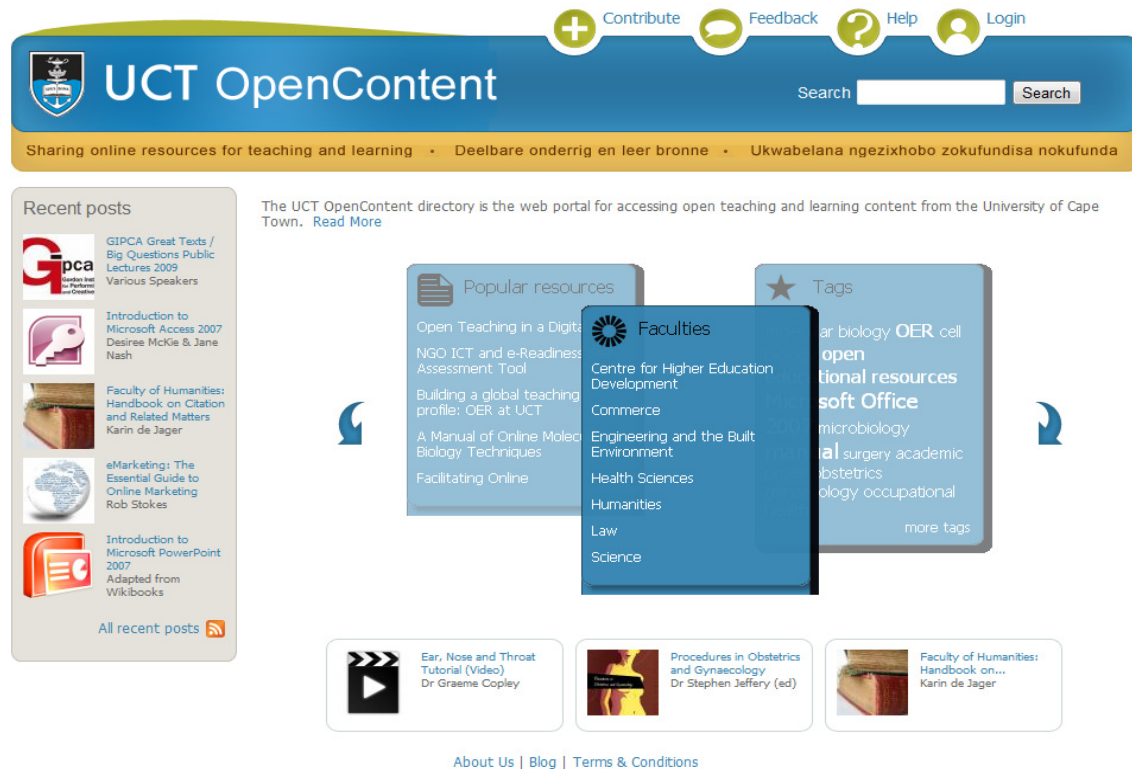 Contribute
Feedback
Help
Login
UCT OpenContent
Search
Search
Sharing online resources for teaching and learning • Deelbare onderrig en leer bronne • Ukwabelana ngezixhobo zokufundisa nokufunda
Recent posts
Gipca
GIPCA Great Texts /
Big Questions Public
Lectures 2009
Various Speakers
Introduction to
Microsoft Access 2007
Desiree McKie & Jane
Nash
Faculty of Humanities:
Handbook on Citation
and Related Matters
Karin de Jager
eMarketing: The
Essential Guide to
Online Marketing
Rob Stokes
Introduction to
Microsoft PowerPoint
2007
Adapted from
Wikibooks
All recent posts
The UCT OpenContent directory is the web portal for accessing open teaching and learning content from the University of Cape
Town. Read More
Popular resources
Open Teaching in a
NGO ICT and e-Readiness
Assessment Tool
Building a global teaching
profile: OER at UCT
A Manual of Online
Biology Techniques
Facilitating Online
Faculties
Centre for Higher Education
Development
Commerce
Engineering and the Built
Environment
Health Sciences
Humanities
Law
Science
Tags
biology OER cell
open
resources
Office
microbiology
surgery academic
obstetrics
occupational
more tags
Ear, Nose and Throat
Tutorial (Video)
Dr Graeme Copley
Procedures in Obstetrics
and Gynaecology
Dr Stephen Jeffery (ed)
Faculty of Humanities:
Handbook on...
Karin de Jager
About Us | Blog | Terms & Conditions